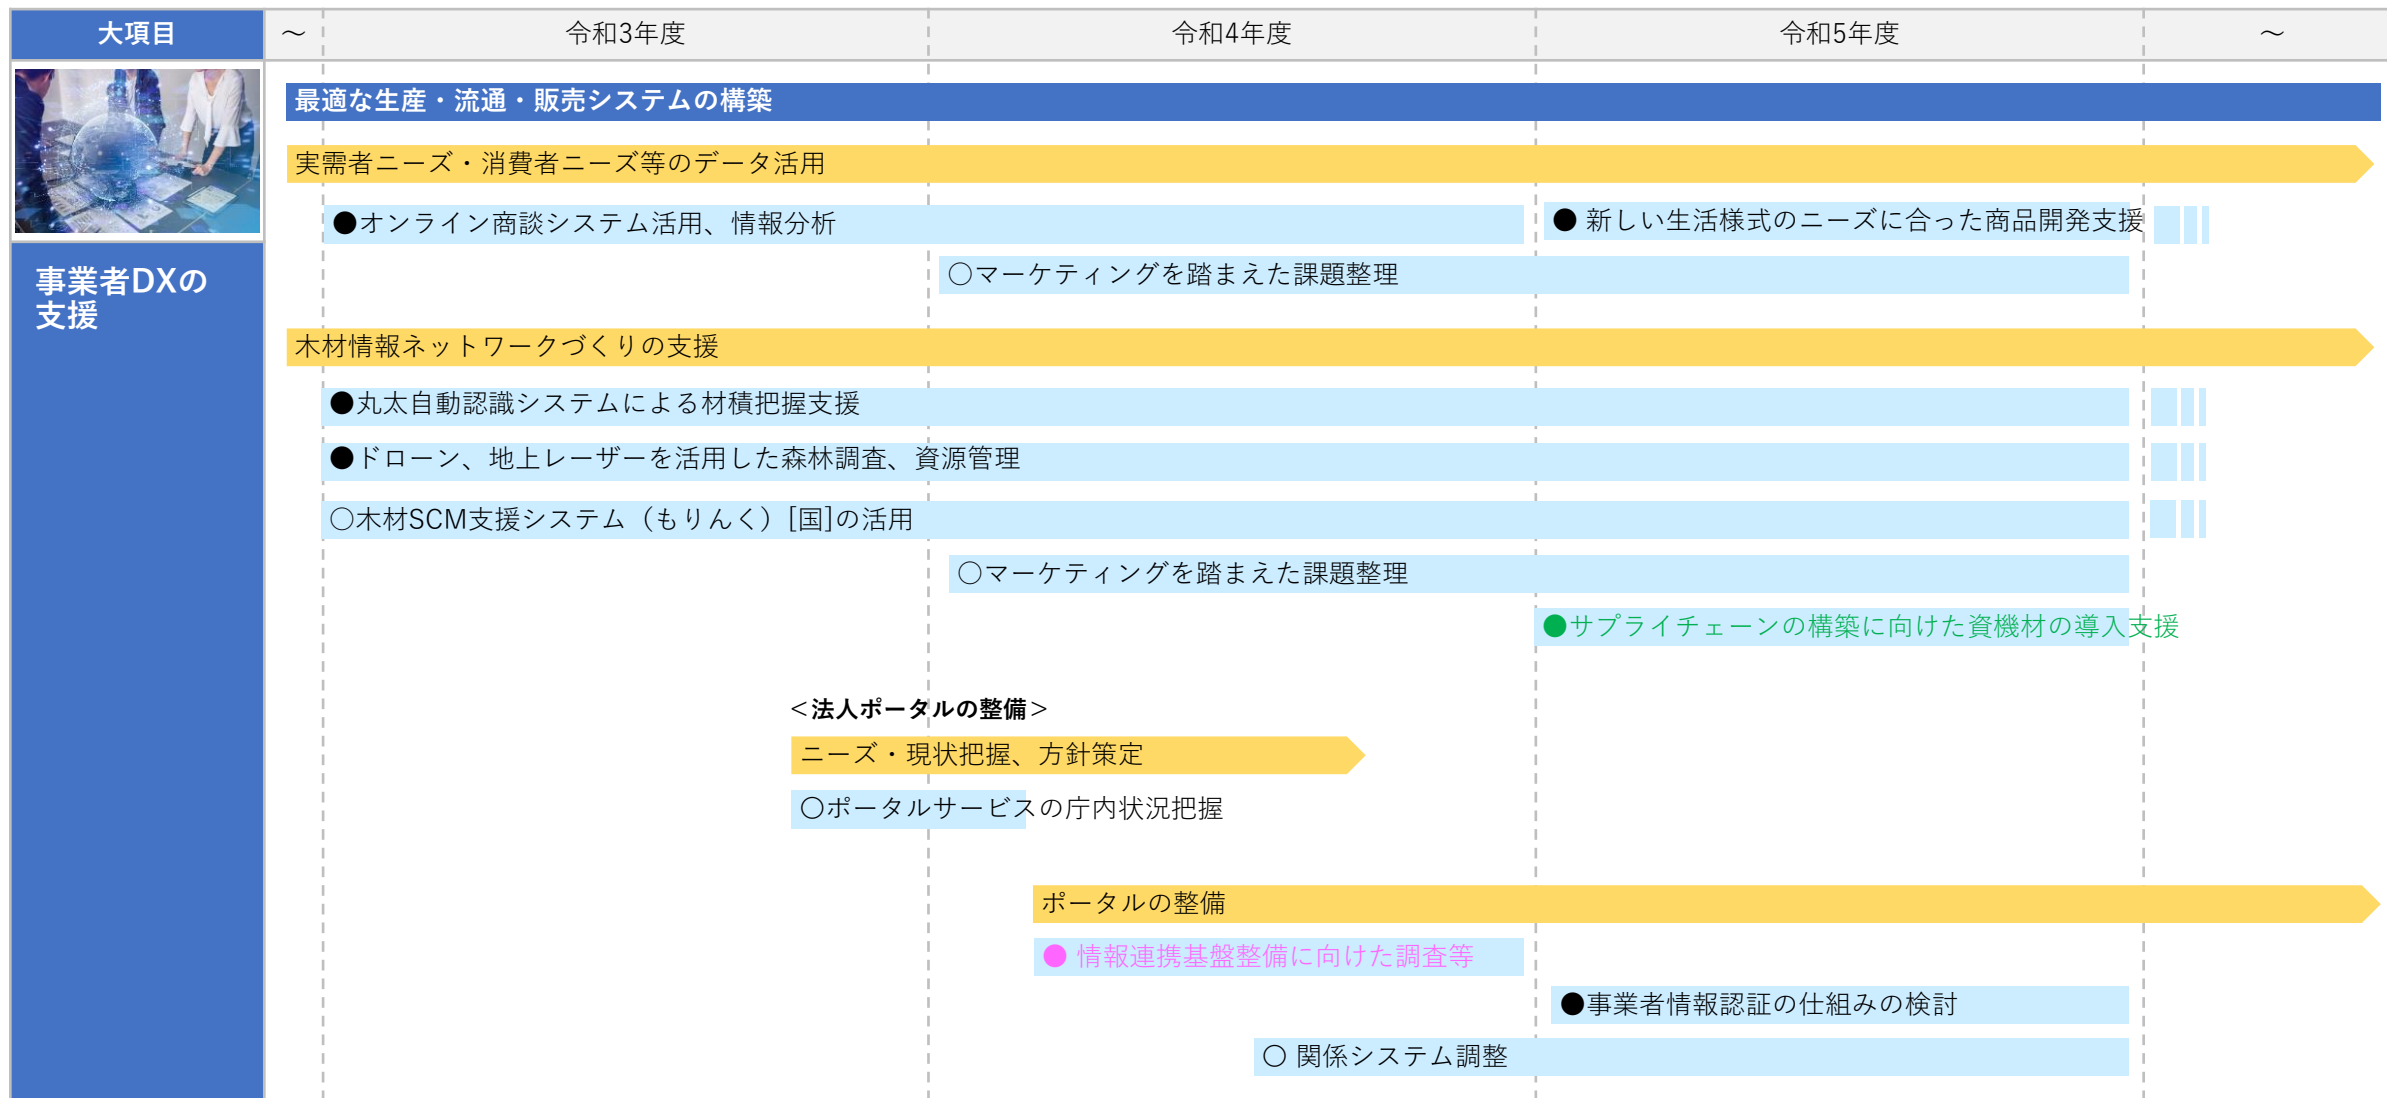 大項目
～
令和3年度
令和4年度
令和5年度
～
最適な生産・流通・販売システムの構築
実需者ニーズ・消費者ニーズ等のデータ活用
●オンライン商談システム活用、情報分析
● 新しい生活様式のニーズに合った商品開発支援
事業者DXの
支援
○マーケティングを踏まえた課題整理
木材情報ネットワークづくりの支援
●丸太自動認識システムによる材積把握支援
●ドローン、地上レーザーを活用した森林調査、資源管理
○木材SCM支援システム（もりんく）[国]の活用
○マーケティングを踏まえた課題整理
●サプライチェーンの構築に向けた資機材の導入支援
＜法人ポータルの整備＞
ニーズ・現状把握、方針策定
○ポータルサービスの庁内状況把握
ポータルの整備
● 情報連携基盤整備に向けた調査等
●事業者情報認証の仕組みの検討
○ 関係システム調整